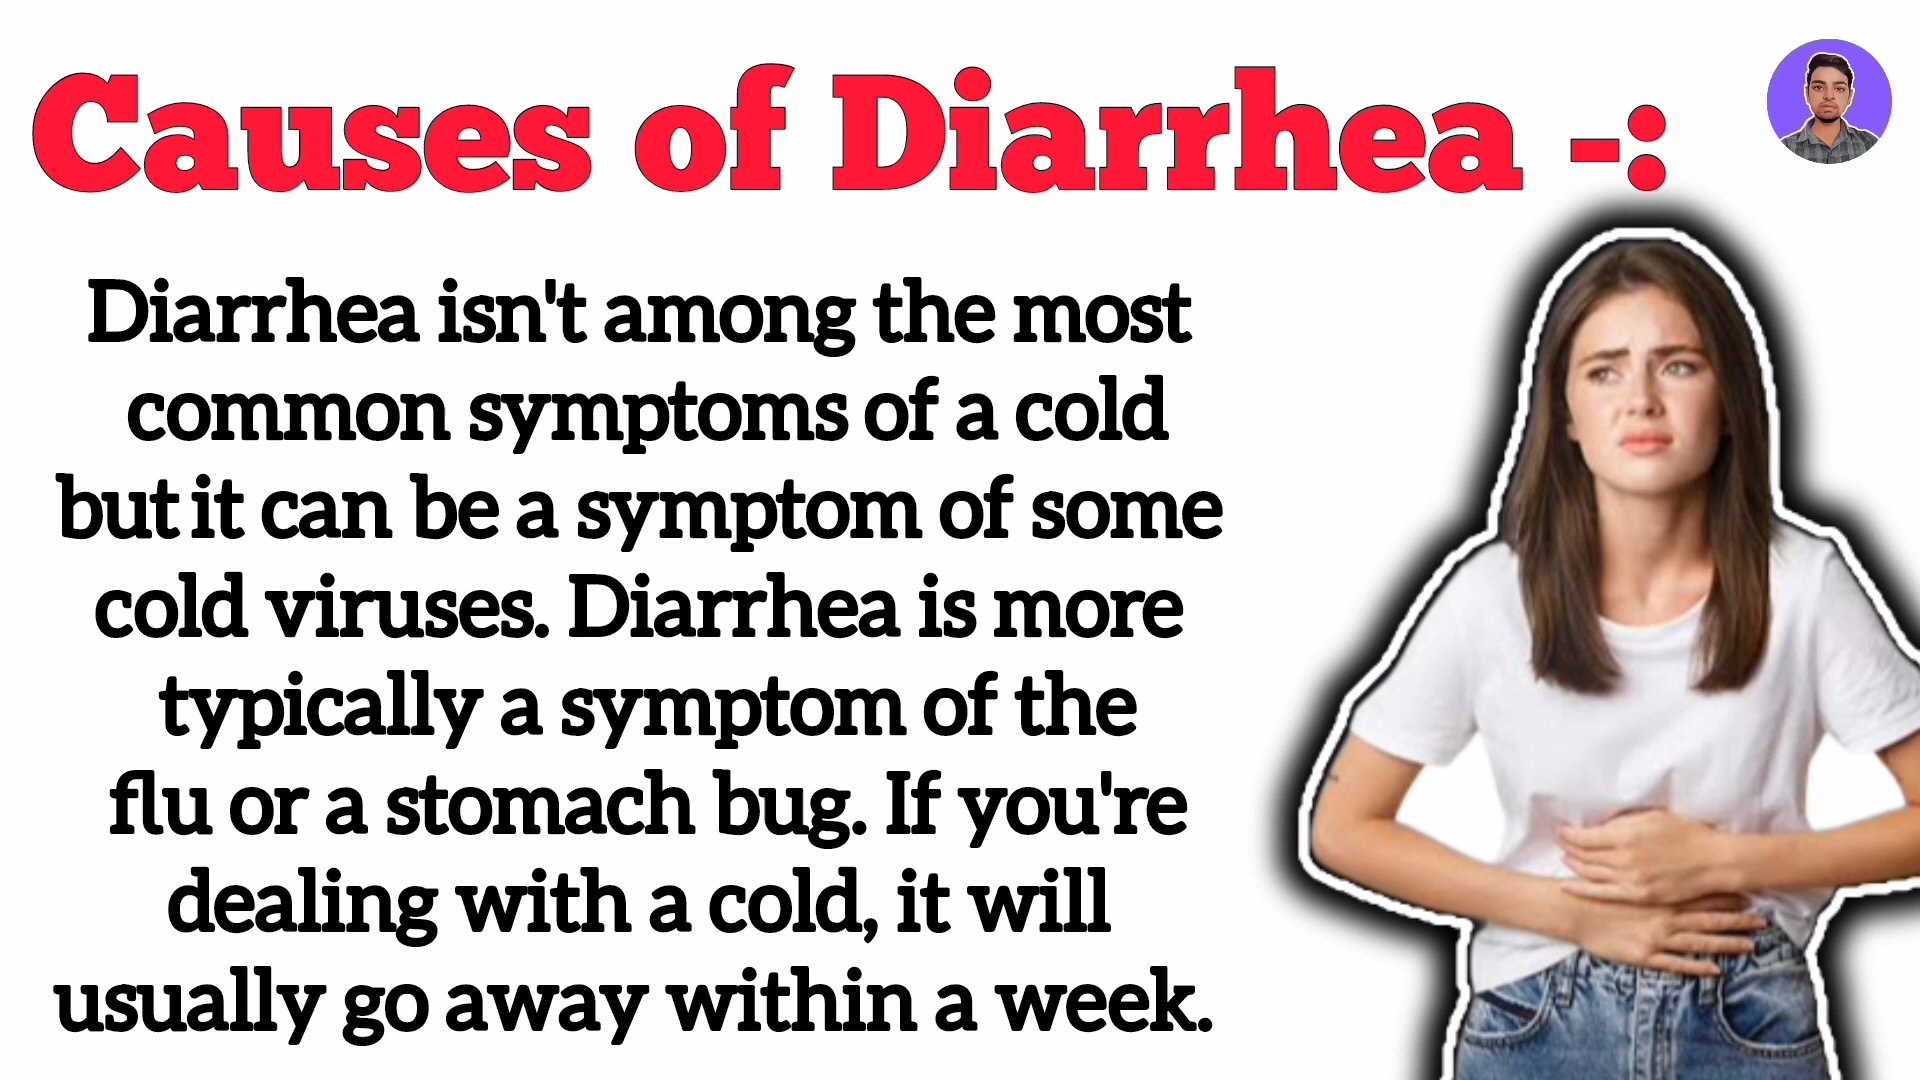 Causes of Diarrhea -:
Diarrhea isn't among the most
common symptoms of a cold
but it can be a symptom of some
cold viruses. Diarrhea is more
typically a symptom of the
flu or a stomach bug. If you're
dealing with a cold, it will
usually go away within a week.